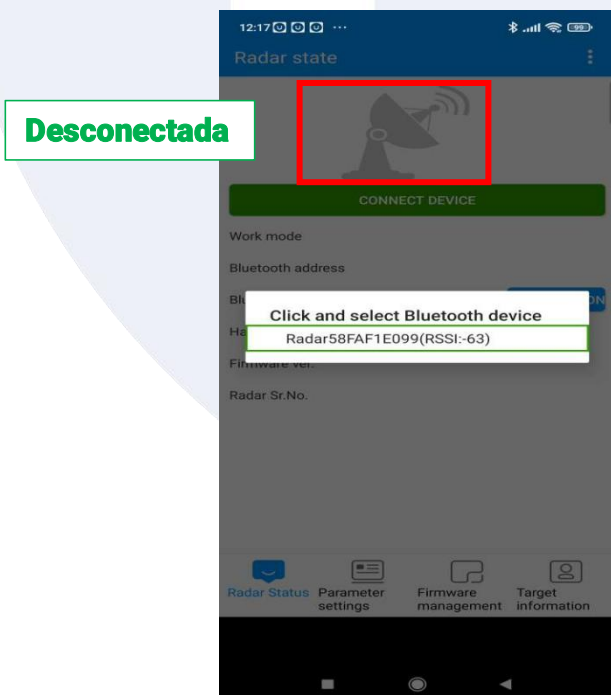 12:17
99
Radar state
Desconectada
CONNECT DEVICE
Work mode
Bluetooth address
Click and select Bluetooth device
Radar58FAF1E099(RSSI:-63)
Firmware ver.
Radar Sr.No.
Radar Status
Parameter settings
Firmware management
Target information